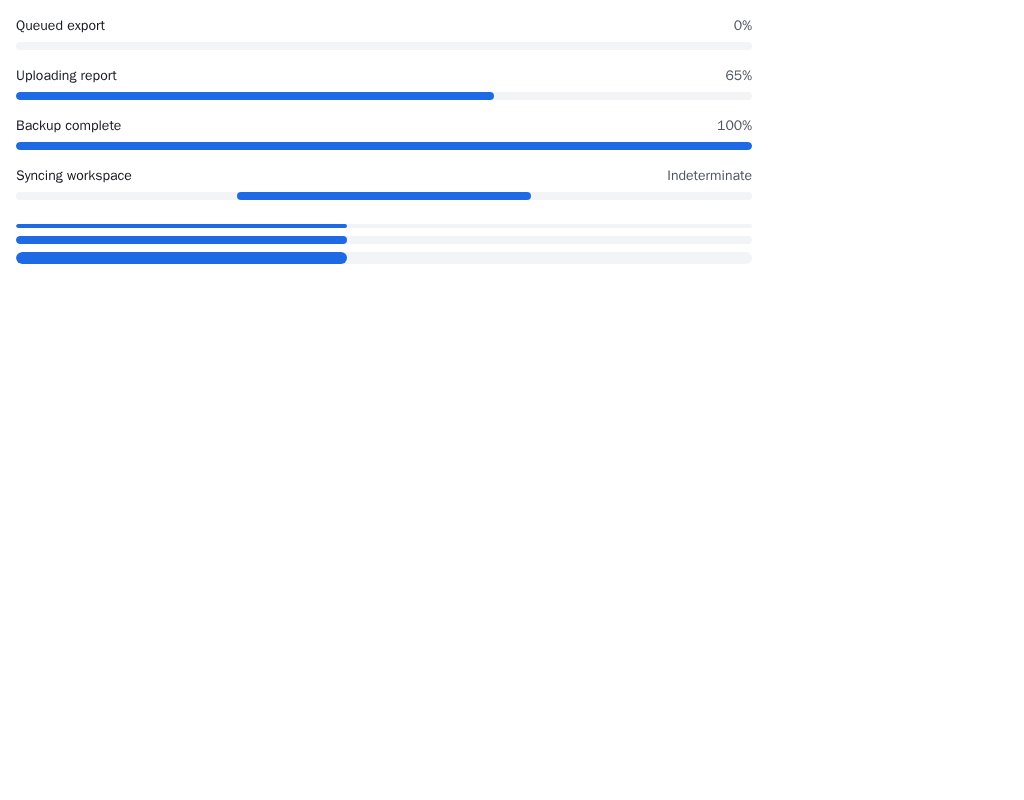 Queued export 0%
Uploading report 65%
Backup complete 100%
Syncing workspace Indeterminate